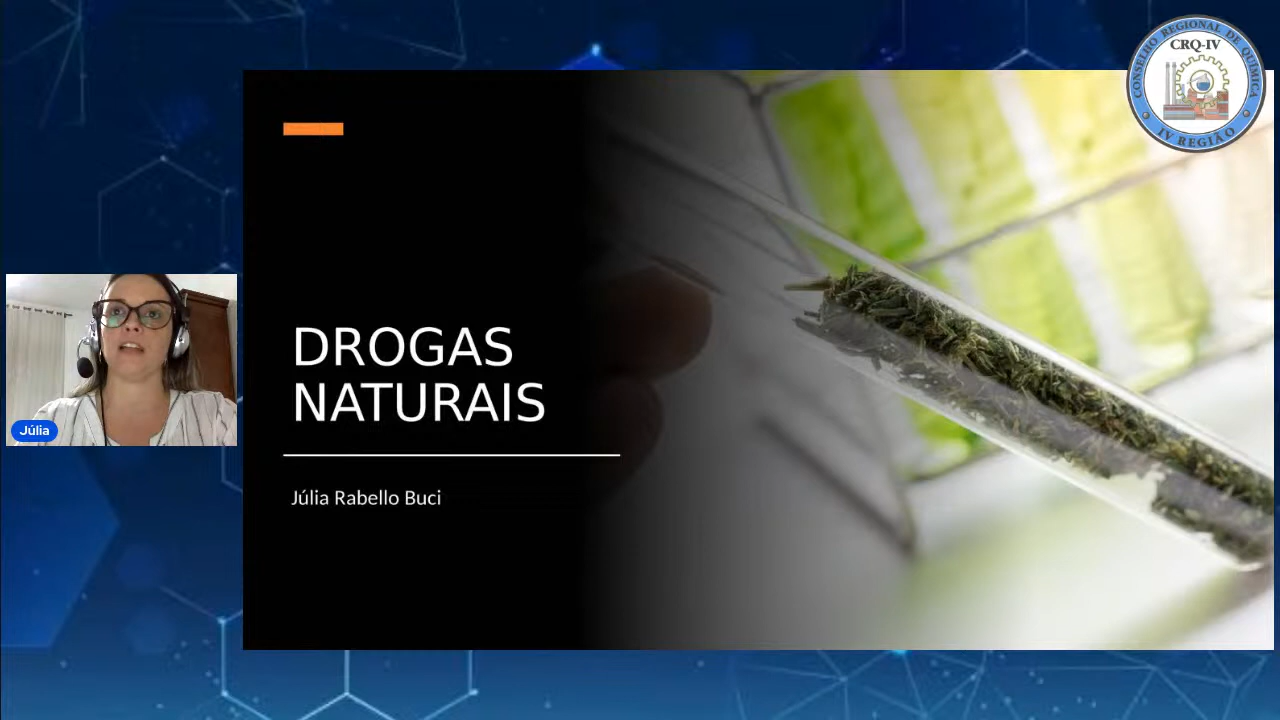 CONSELHO REGIONAL DE QUÍMICA
CRQ-IV
IV REGIÃO
DROGAS
NATURAIS
Júlia
Júlia Rabello Buci